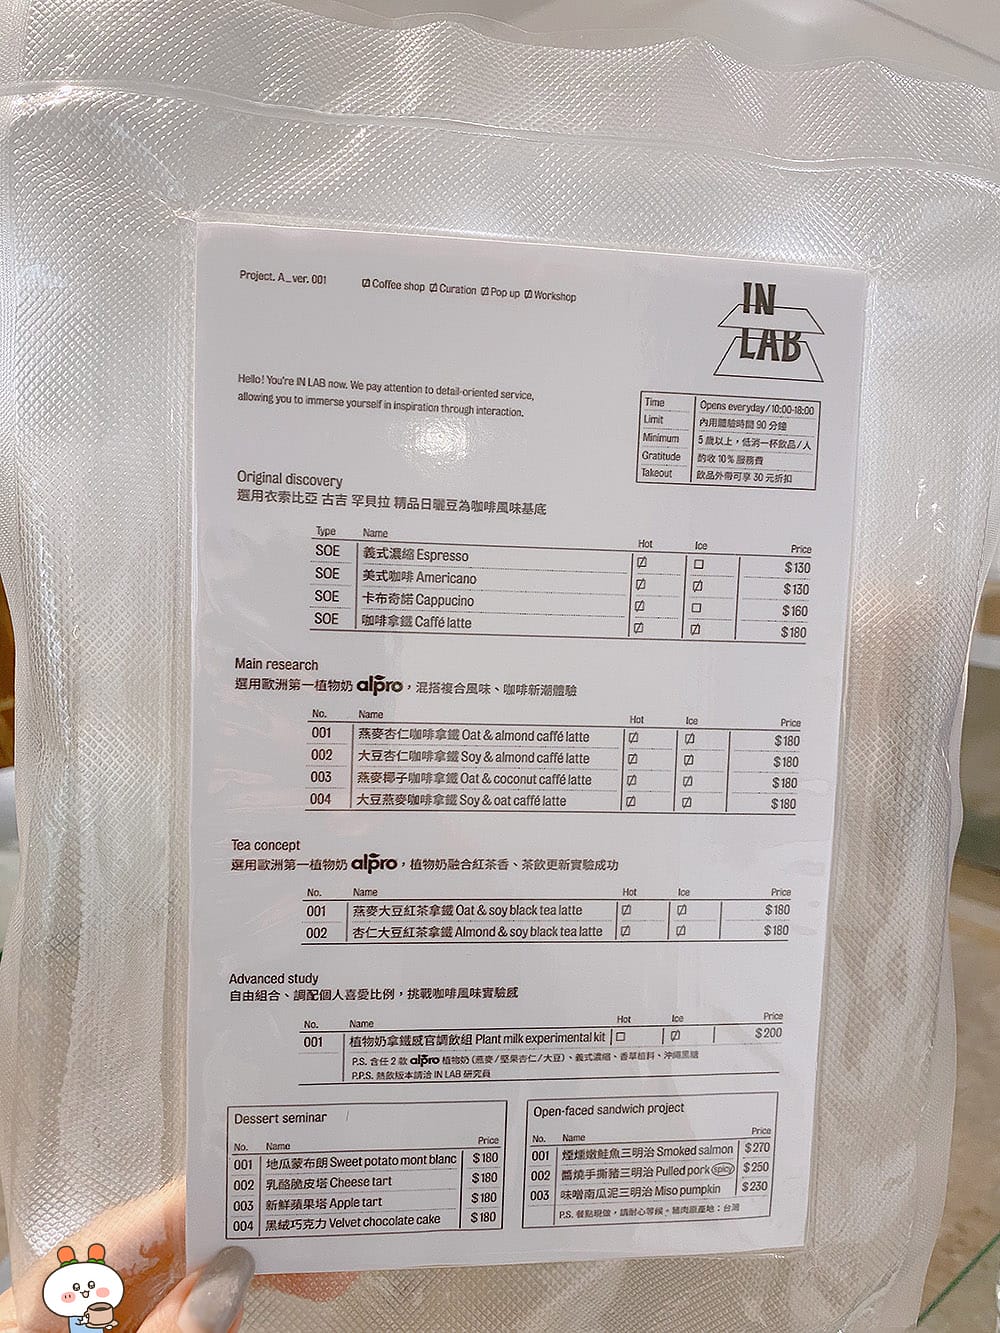 Project. A_ver. 001
Coffee shop Curation Pop up Workshop
IN
LAB
Hello! You're IN LAB now. We pay attention to detail-oriented service,
allowing you to immerse yourself in inspiration through interaction.
Time Opens everyday / 10:00-18:00
Limit 內用體驗時間 90 分鐘
Minimum 5 歲以上，低消一杯飲品/人
Gratitude 酌收 10% 服務費
Takeout 飲品外帶可享 30 元折扣
Original discovery
選用衣索比亞 古吉 罕貝拉 精品日曬豆為咖啡風味基底
Type Name Hot Ice Price
SOE 義式濃縮 Espresso $130
SOE 美式咖啡 Americano $130
SOE 卡布奇諾 Cappucino $160
SOE 咖啡拿鐵 Caffé latte $180
Main research
選用歐洲第一植物奶 alpro，混搭複合風味、咖啡新潮體驗
No. Name Hot Ice Price
001 燕麥杏仁咖啡拿鐵 Oat & almond caffé latte $180
002 大豆杏仁咖啡拿鐵 Soy & almond caffé latte $180
003 燕麥椰子咖啡拿鐵 Oat & coconut caffé latte $180
004 大豆燕麥咖啡拿鐵 Soy & oat caffé latte $180
Tea concept
選用歐洲第一植物奶 alpro，植物奶融合紅茶香、茶飲更新實驗成功
No. Name Hot Ice Price
001 燕麥大豆紅茶拿鐵 Oat & soy black tea latte $180
002 杏仁大豆紅茶拿鐵 Almond & soy black tea latte $180
Advanced study
自由組合、調配個人喜愛比例，挑戰咖啡風味實驗感
No. Name Hot Ice Price
001 植物奶拿鐵感官調飲組 Plant milk experimental kit $200
P.S. 含任 2 款 alpro 植物奶 (燕麥/堅果杏仁/大豆)、義式濃縮、香草植料、沖繩黑糖
P.P.S. 熱飲版本請洽 IN LAB 研究員
Dessert seminar
No. Name Price
001 地瓜蒙布朗 Sweet potato mont blanc $180
002 乳酪脆皮塔 Cheese tart $180
003 新鮮蘋果塔 Apple tart $180
004 黑絨巧克力 Velvet chocolate cake $180
Open-faced sandwich project
No. Name Price
001 煙燻嫩鮭魚三明治 Smoked salmon $270
002 醬燒手撕豬三明治 Pulled pork spicy $250
003 味噌南瓜泥三明治 Miso pumpkin $230
P.S. 餐點現做，請耐心等候。豬肉原產地：台灣